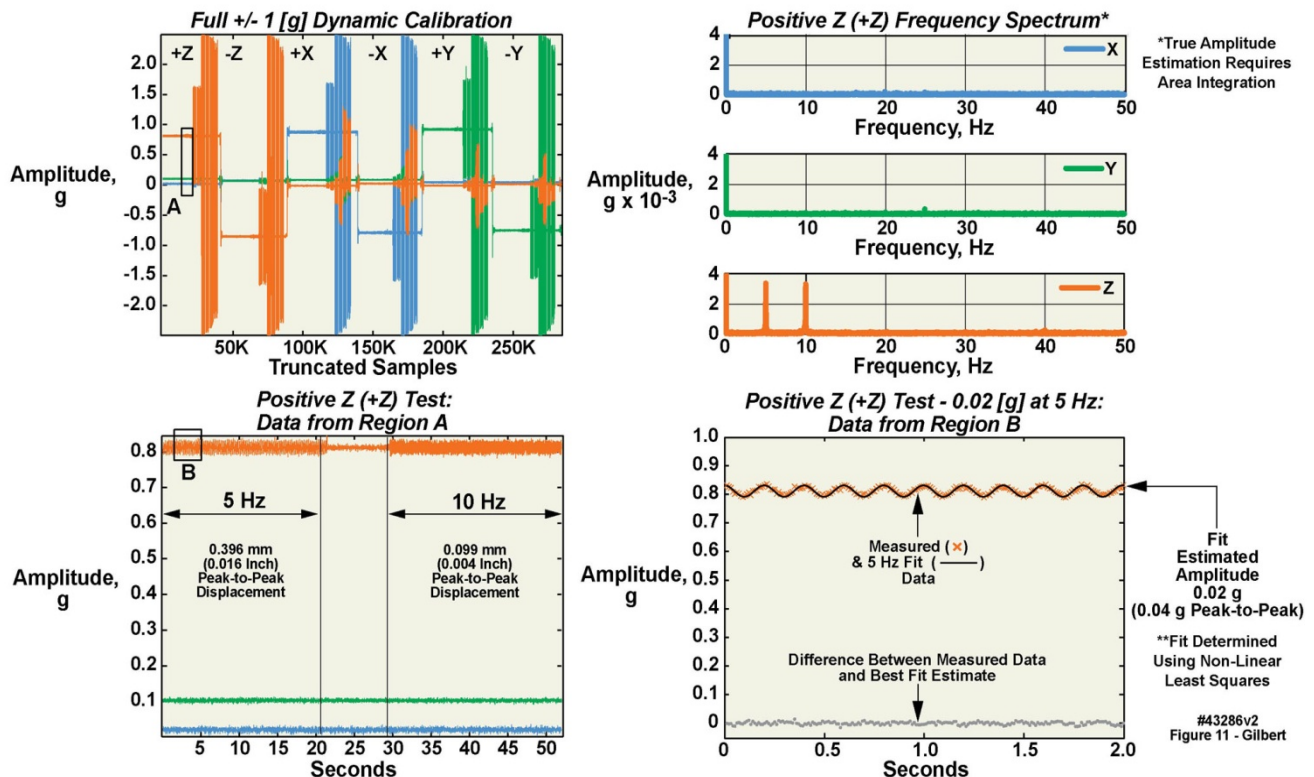 Full +/- 1 [g] Dynamic Calibration
+Z -Z +X -X +Y -Y
2.0
1.5
1.0
0.5
0
-0.5
-1.0
-2.0
A
Amplitude,
g
50K 100K 150K 200K 250K
Truncated Samples
Positive Z (+Z) Frequency Spectrum*
4
2
0
X
0 10 20 30 40 50
Frequency, Hz
4
2
0
Y
0 10 20 30 40 50
Frequency, Hz
4
2
0
Z
0 10 20 30 40 50
Frequency, Hz
Amplitude,
g x 10-3
*True Amplitude
Estimation Requires
Area Integration
Positive Z (+Z) Test:
Data from Region A
0.8
0.7
0.6
0.5
0.4
0.3
0.2
0.1
B
5 Hz
0.396 mm
(0.016 Inch)
Peak-to-Peak
Displacement
10 Hz
0.099 mm
(0.004 Inch)
Peak-to-Peak
Displacement
Amplitude,
g
5 10 15 20 25 30 35 40 45 50
Seconds
Positive Z (+Z) Test - 0.02 [g] at 5 Hz:
Data from Region B
1.0
0.9
0.8
0.7
0.6
0.5
0.4
0.3
0.2
0.1
0
Measured (×)
& 5 Hz Fit ( — )
Data
Difference Between Measured Data
and Best Fit Estimate
Amplitude,
g
0 0.5 1.0 1.5 2.0
Seconds
Fit
Estimated
Amplitude
0.02 g
(0.04 g Peak-to-Peak)
**Fit Determined
Using Non-Linear
Least Squares
#43286v2
Figure 11 - Gilbert